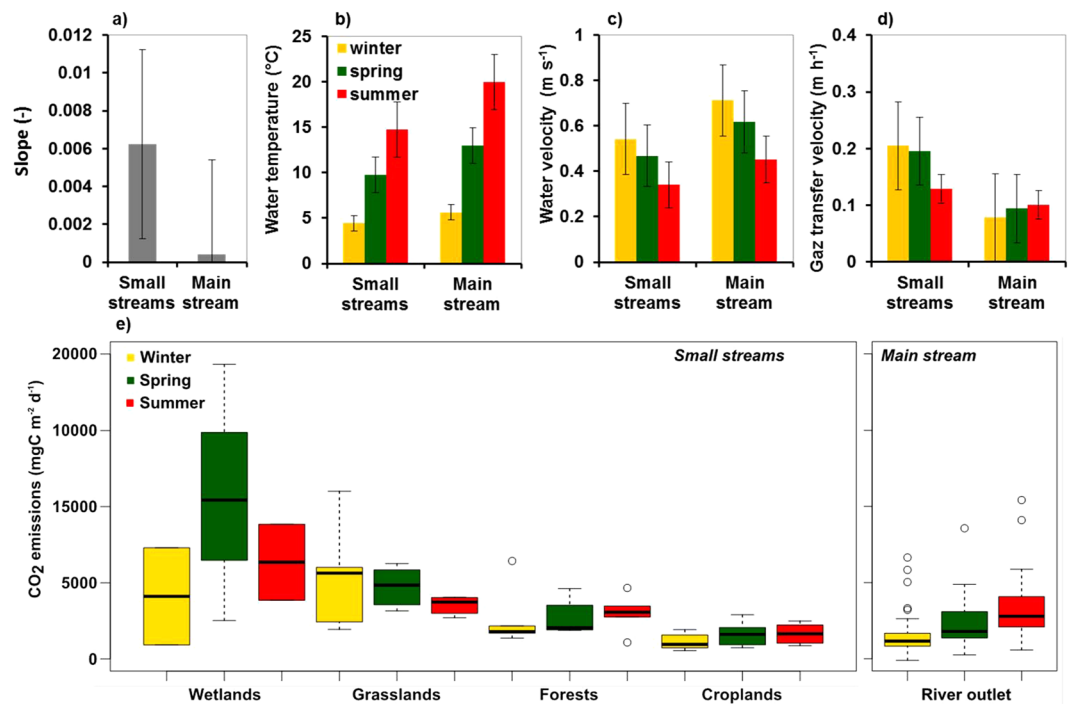 a)
Slope (-)
0.012
0.01
0.008
0.006
0.004
0.002
0
Small
streams
Main
stream
b)
Water temperature (°C)
25
20
15
10
5
0
winter
spring
summer
Small
streams
Main
stream
c)
Water velocity (m s-1)
1
0.8
0.6
0.4
0.2
0
Small
streams
Main
stream
d)
Gaz transfer velocity (m h-1)
0.4
0.3
0.2
0.1
0
Small
streams
Main
stream
e)
CO2 emissions (mgC m-2 d-1)
20000
10000
15000
5000
0
Winter
Spring
Summer
Small streams
Main stream
Wetlands
Grasslands
Forests
Croplands
River outlet